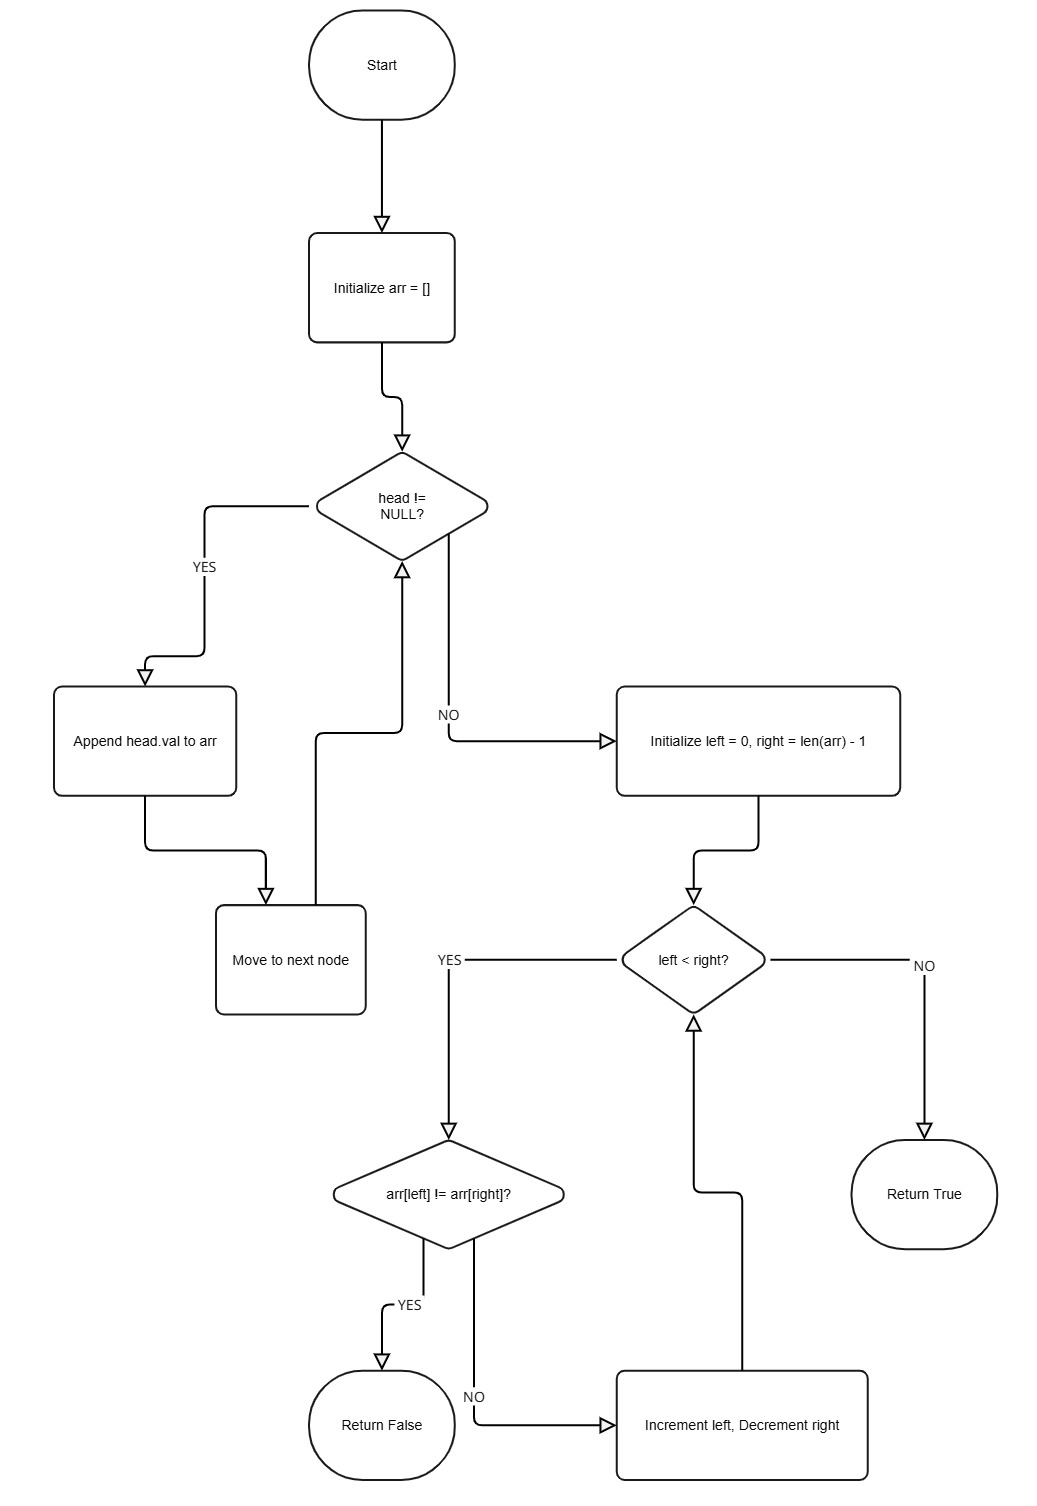 Start
Initialize arr = []
head !=
NULL?
YES
NO
Append head.val to arr
Initialize left = 0, right = len(arr) - 1
Move to next node
YES
left < right?
NO
arr[left] != arr[right]?
Return True
YES
NO
Return False
Increment left, Decrement right